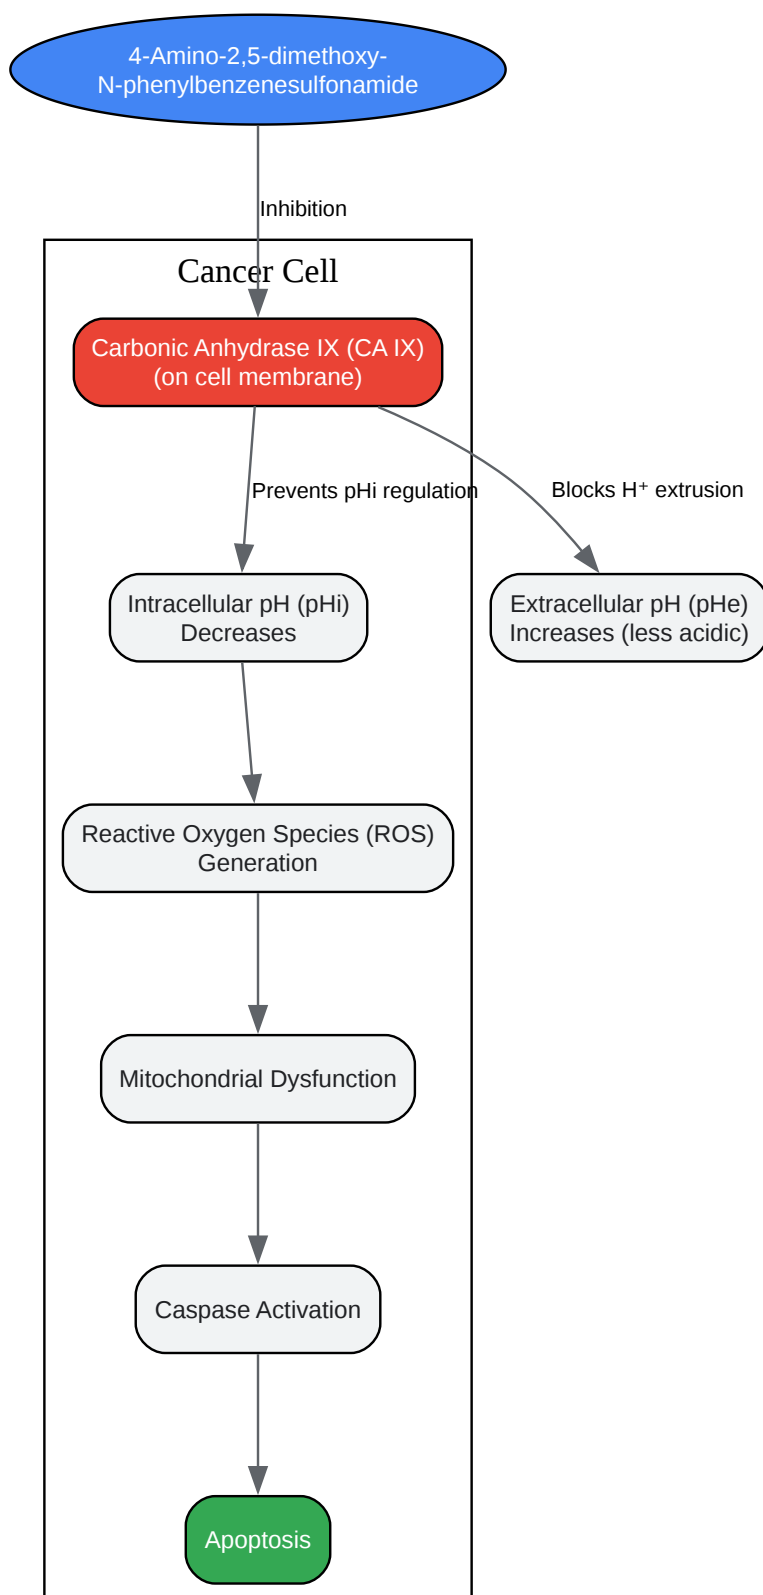 4-Amino-2,5-dimethoxy-
N-phenylbenzenesulfonamide
Inhibition
Cancer Cell
Carbonic Anhydrase IX (CA IX)
(on cell membrane)
Prevents pHi regulation
Blocks H⁺ extrusion
Intracellular pH (pHi)
Decreases
Extracellular pH (pHe)
Increases (less acidic)
Reactive Oxygen Species (ROS)
Generation
Mitochondrial Dysfunction
Caspase Activation
Apoptosis